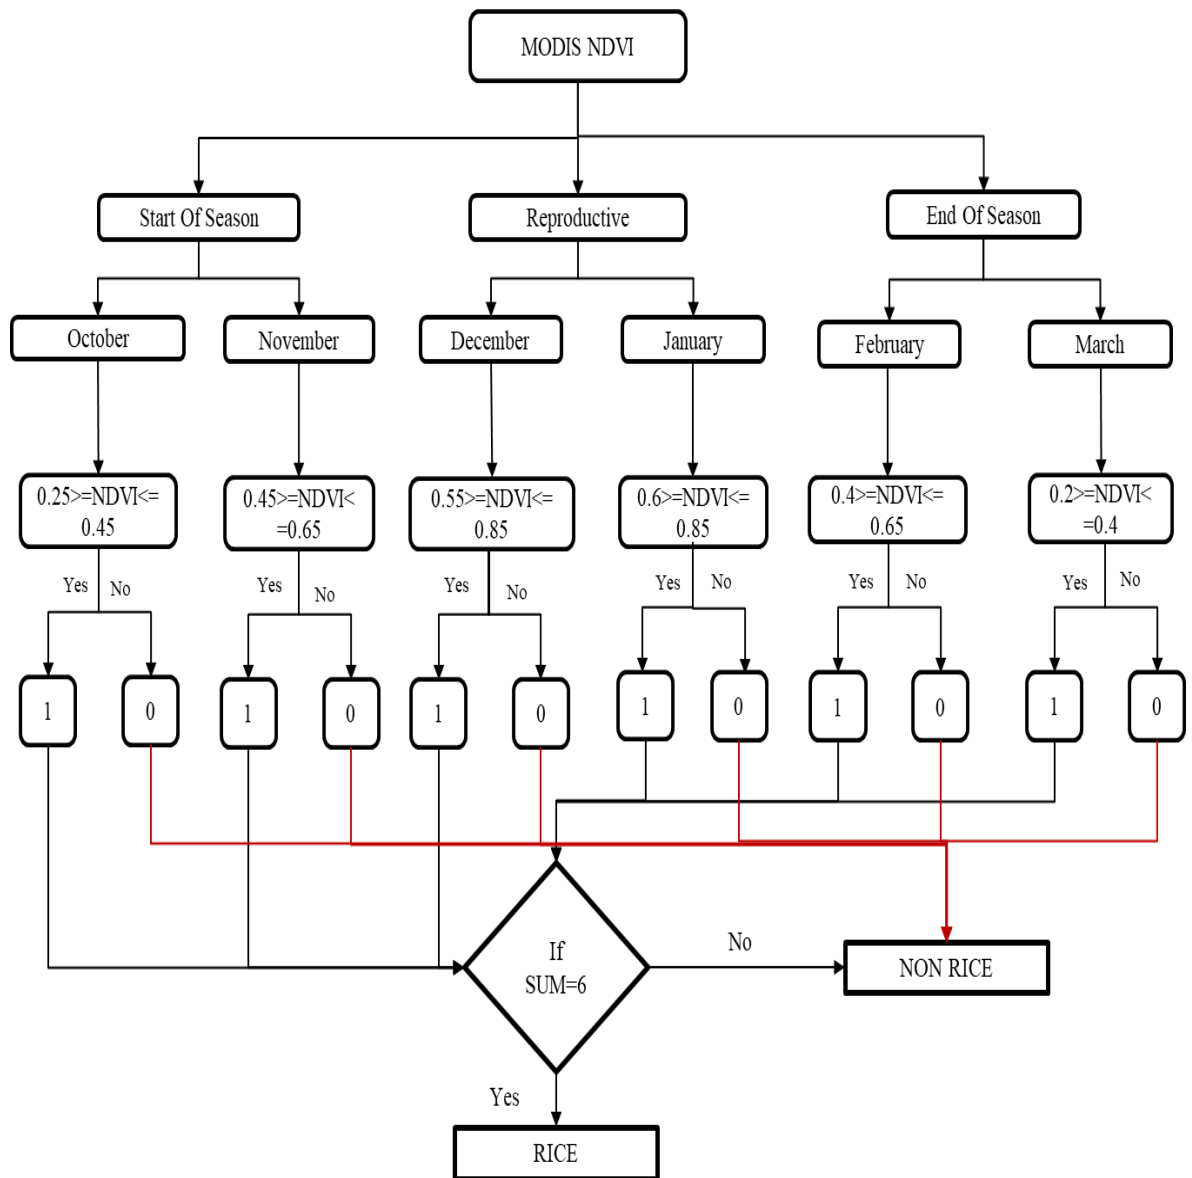 MODIS NDVI
Start Of Season
Reproductive
End Of Season
October
November
December
January
February
March
0.25>=NDVI<=
0.45
0.45>=NDVI<
=0.65
0.55>=NDVI<=
0.85
0.6>=NDVI<=
0.85
0.4>=NDVI<=
0.65
0.2>=NDVI<
=0.4
Yes
No
Yes
No
Yes
No
Yes
No
Yes
No
Yes
No
1
0
1
0
1
0
1
0
1
0
1
0
If
SUM=6
No
NON RICE
Yes
RICE